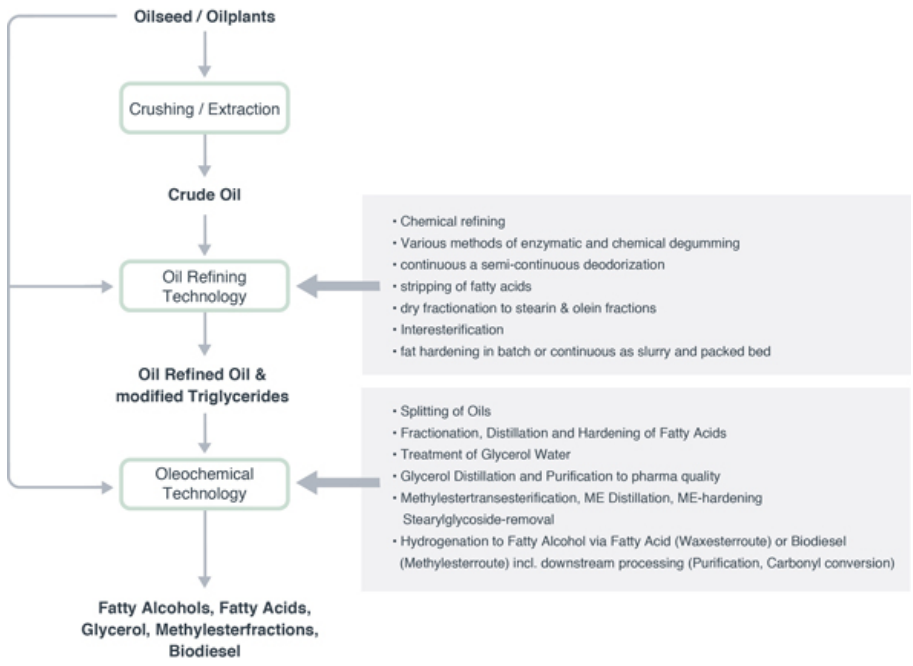 Oilseed / Oilplants
Crushing / Extraction
Crude Oil
Oil Refining
Technology
• Chemical refining
• Various methods of enzymatic and chemical degumming
• continuous a semi-continuous deodorization
• stripping of fatty acids
• dry fractionation to stearin & olein fractions
• Interesterification
• fat hardening in batch or continuous as slurry and packed bed
Oil Refined Oil &
modified Triglycerides
Oleochemical
Technology
• Splitting of Oils
• Fractionation, Distillation and Hardening of Fatty Acids
• Treatment of Glycerol Water
• Glycerol Distillation and Purification to pharma quality
• Methylestertransesterification, ME Distillation, ME-hardening
Stearylglycoside-removal
• Hydrogenation to Fatty Alcohol via Fatty Acid (Waxesterroute) or Biodiesel
(Methylesterroute) incl. downstream processing (Purification, Carbonyl conversion)
Fatty Alcohols, Fatty Acids,
Glycerol, Methylesterfractions,
Biodiesel